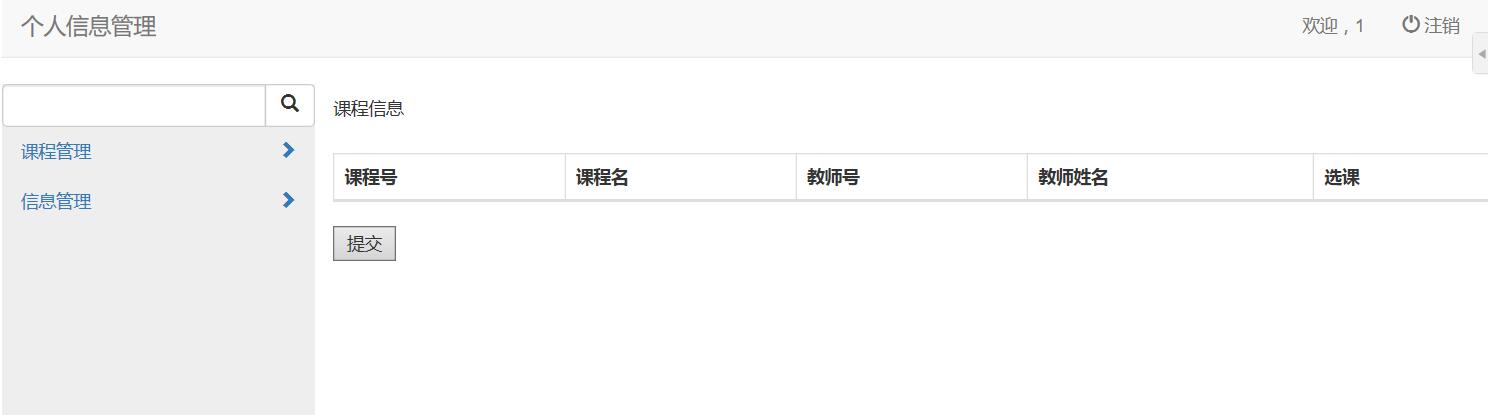 个人信息管理
欢迎，1 注销
课程信息
课程管理
信息管理
课程号 课程名 教师号 教师姓名 选课
提交